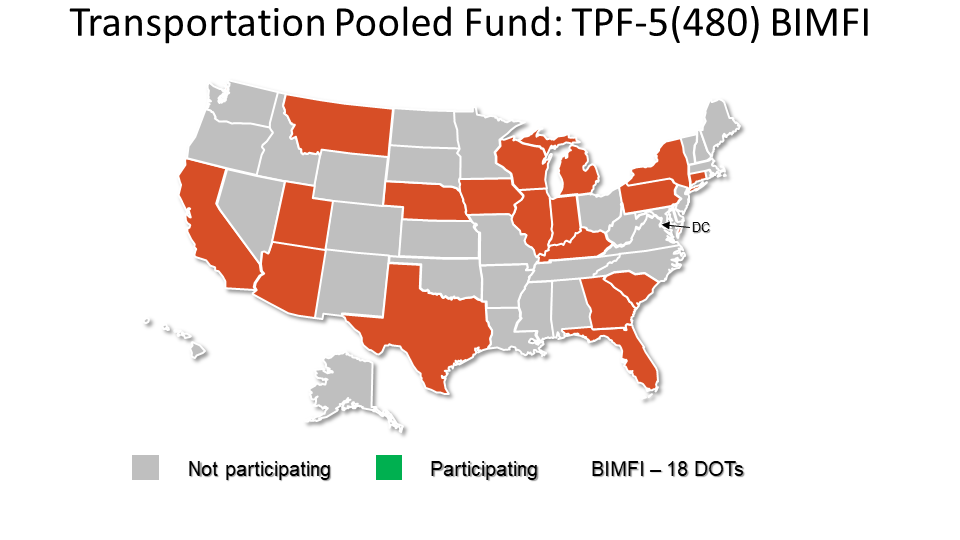 Transportation Pooled Fund: TPF-5(480) BIMFI
DC
Not participating
Participating
BIMFI – 18 DOTs